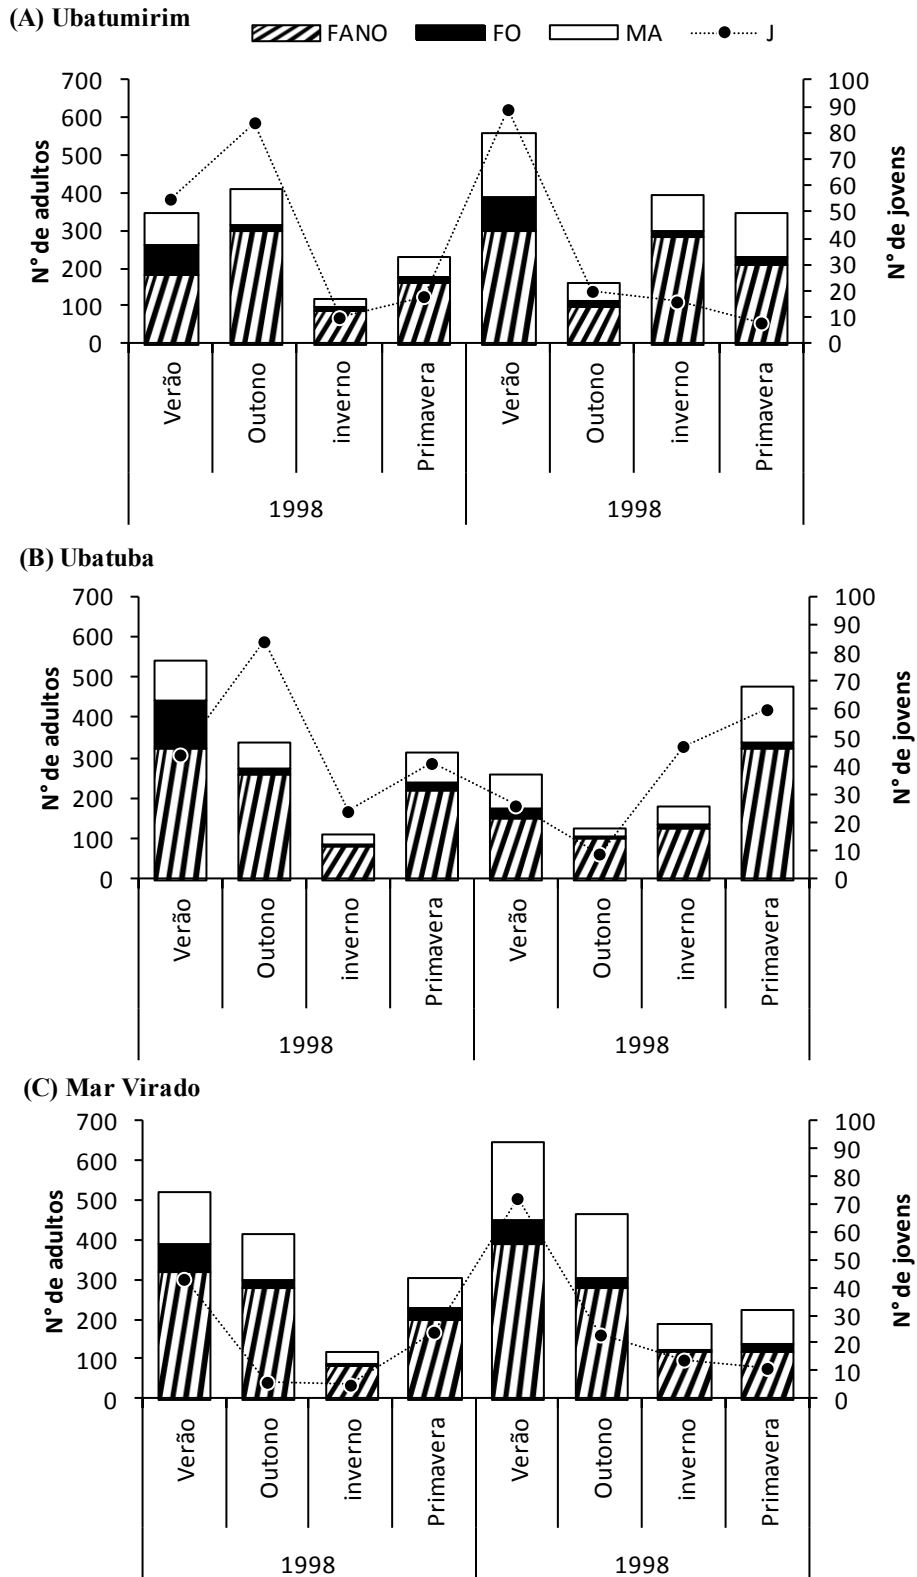 (A) Ubatumirim
FANO FO MA J
700 600 500 400 300 200 100 0
N° de adultos
100 90 80 70 60 50 40 30 20 10 0
N° de jovens
Verão Outono inverno Primavera Verão Outono inverno Primavera
1998 1998
(B) Ubatuba
700 600 500 400 300 200 100 0
N° de adultos
100 90 80 70 60 50 40 30 20 10 0
N° de jovens
Verão Outono inverno Primavera Verão Outono inverno Primavera
1998 1998
(C) Mar Virado
700 600 500 400 300 200 100 0
N° de adultos
100 90 80 70 60 50 40 30 20 10 0
N° de jovens
Verão Outono inverno Primavera Verão Outono inverno Primavera
1998 1998